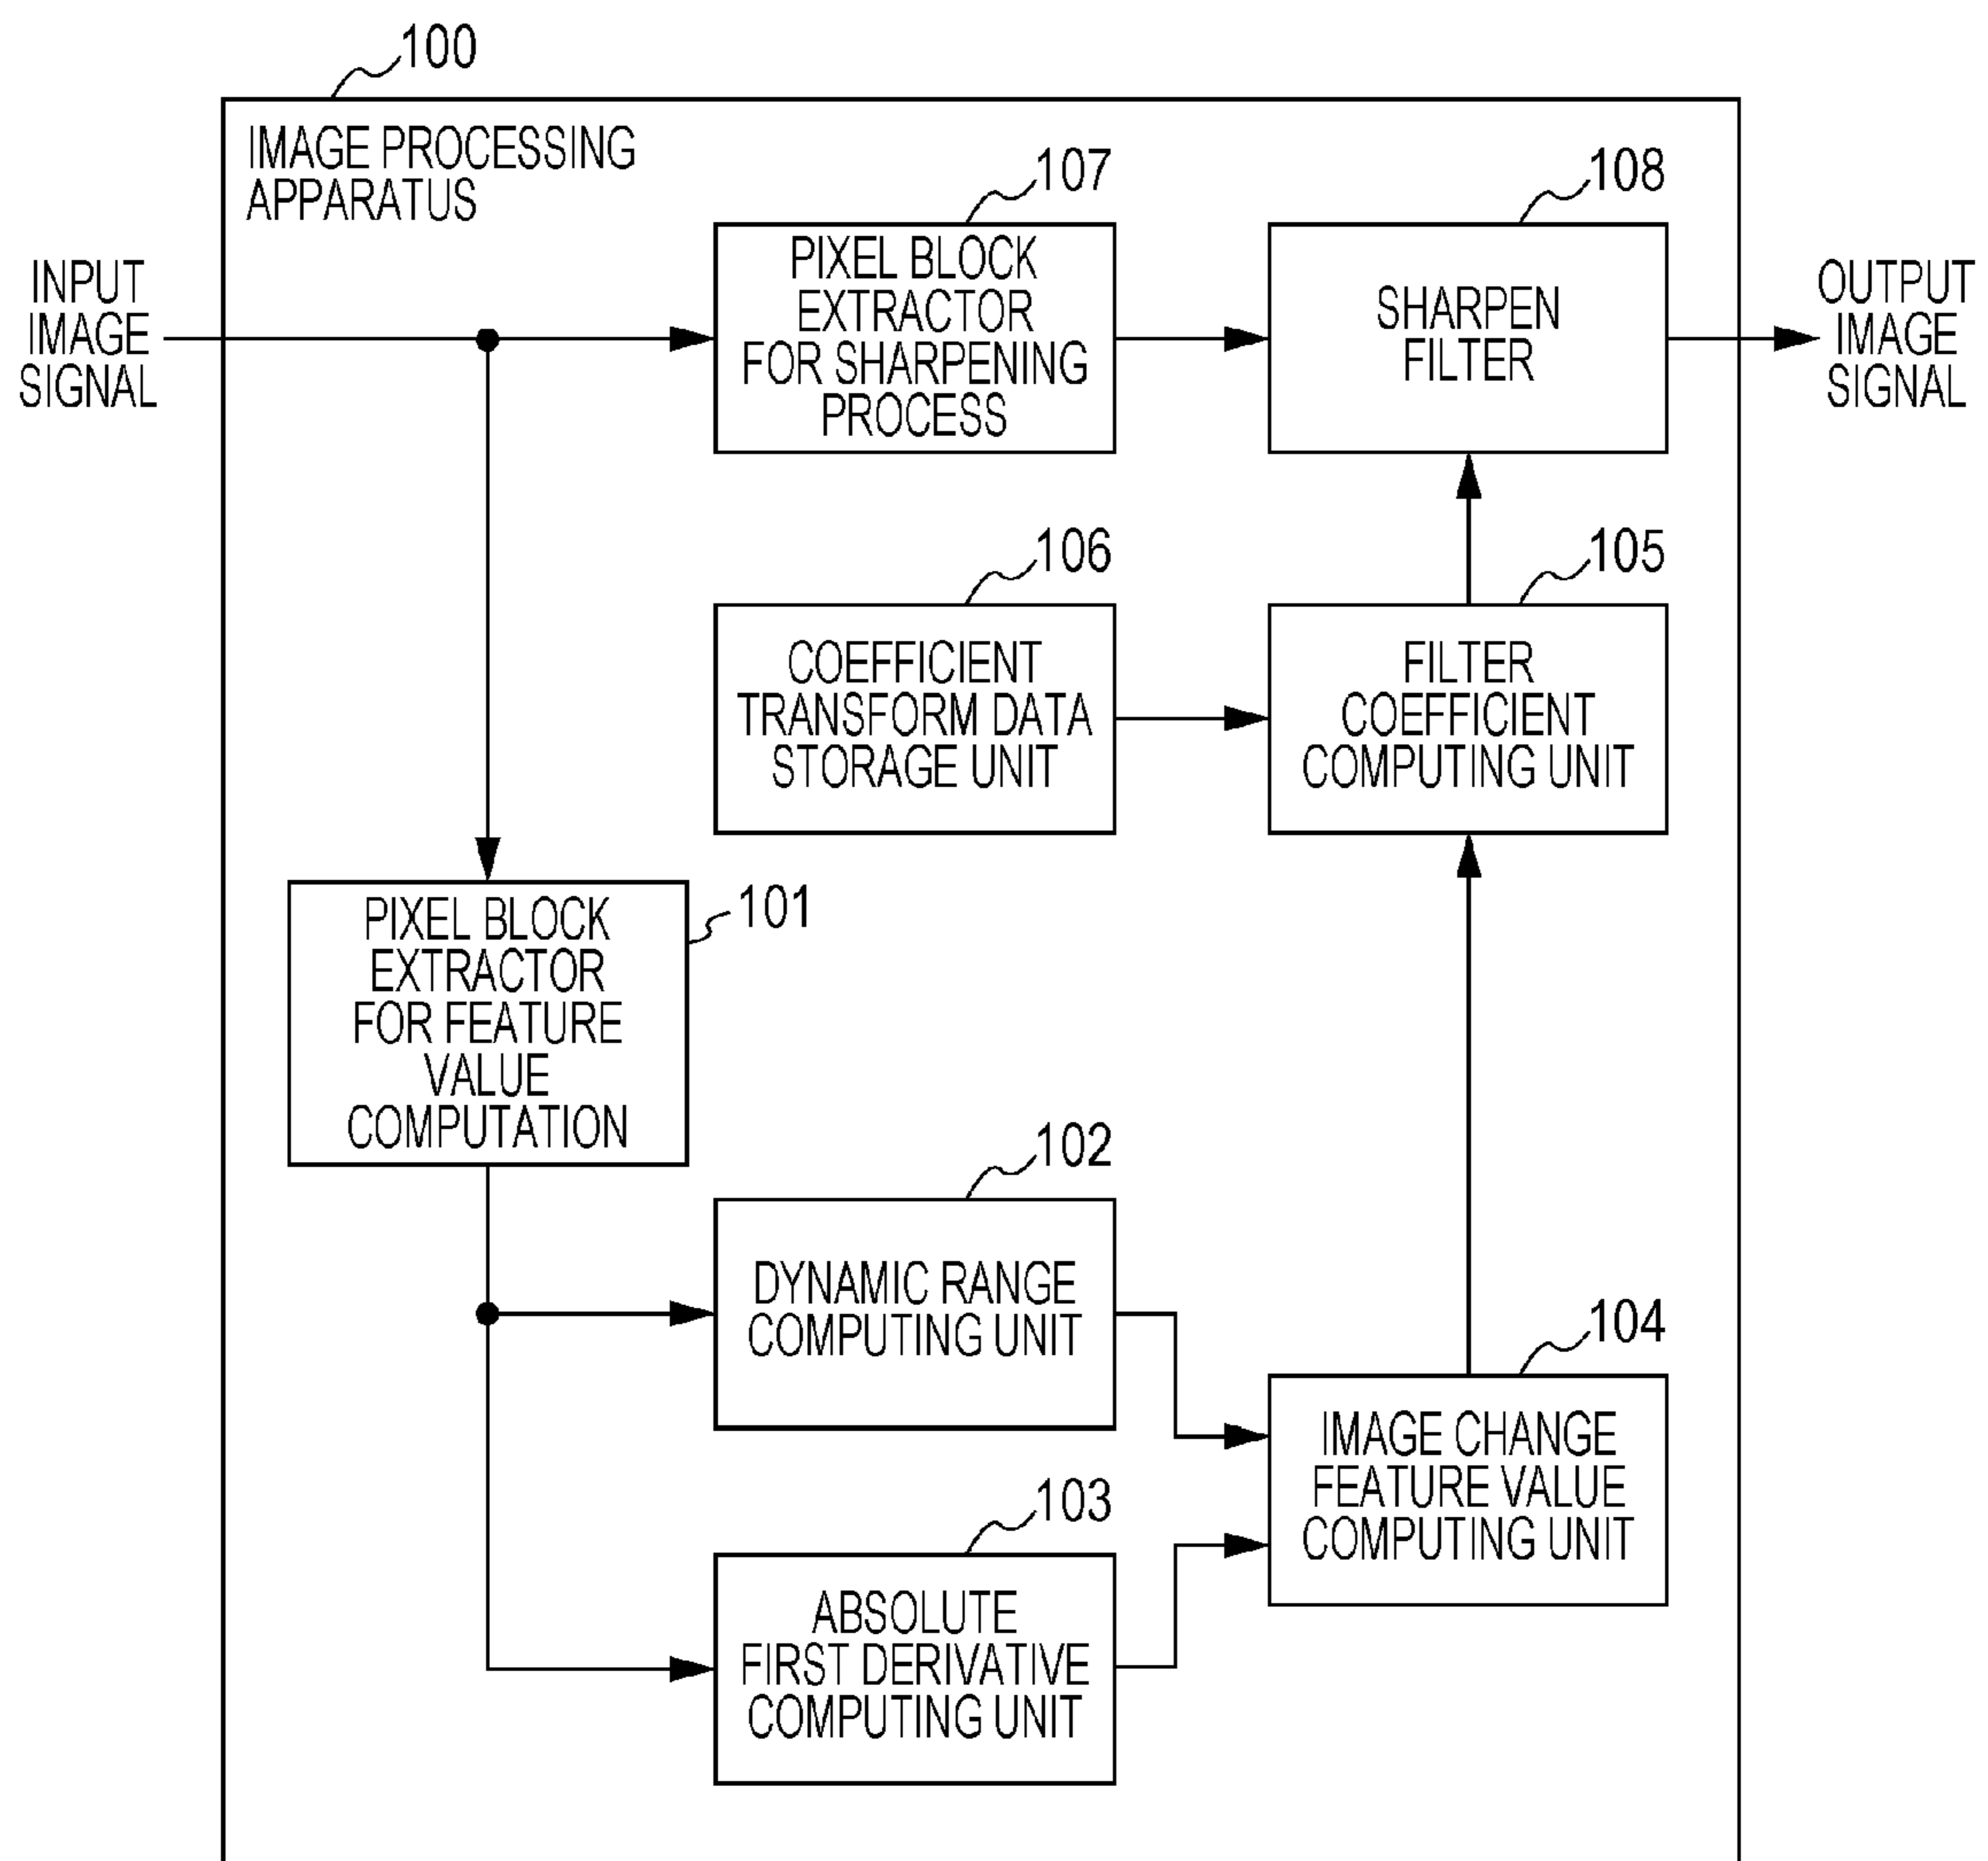 100
IMAGE PROCESSING
APPARATUS
INPUT
IMAGE
SIGNAL
107
PIXEL BLOCK
EXTRACTOR
FOR SHARPENING
PROCESS
108
SHARPEN
FILTER
OUTPUT
IMAGE
SIGNAL
106
COEFFICIENT
TRANSFORM DATA
STORAGE UNIT
105
FILTER
COEFFICIENT
COMPUTING UNIT
101
PIXEL BLOCK
EXTRACTOR
FOR FEATURE
VALUE
COMPUTATION
102
DYNAMIC RANGE
COMPUTING UNIT
104
IMAGE CHANGE
FEATURE VALUE
COMPUTING UNIT
103
ABSOLUTE
FIRST DERIVATIVE
COMPUTING UNIT